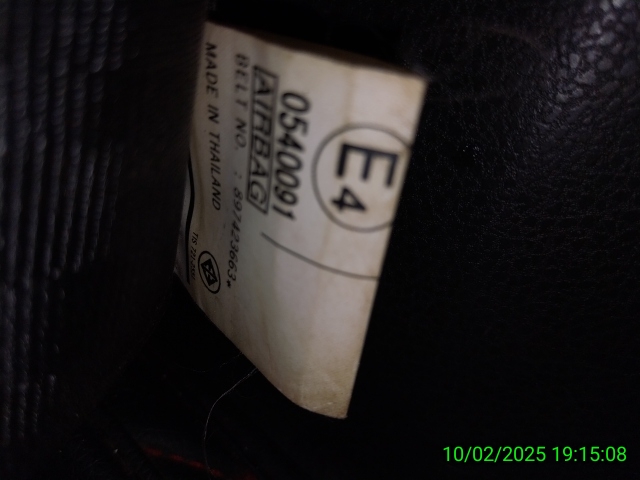 E4
0540091
AIRBAG
BELT NO. : 897423663.
MADE IN THAILAND
10/02/2025 19:15:08